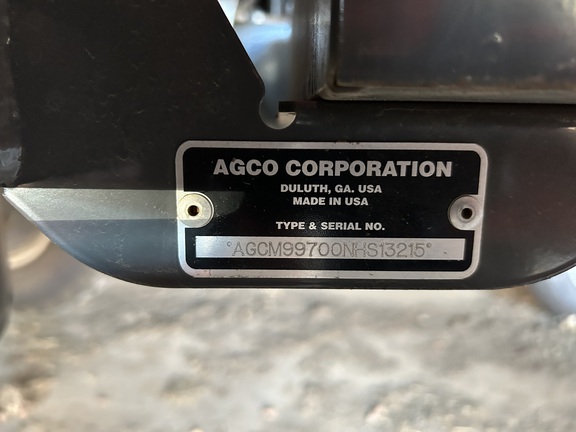 AGCO CORPORATION
DULUTH, GA. USA
MADE IN USA
TYPE & SERIAL NO.
*AGCM99700NHS13215*